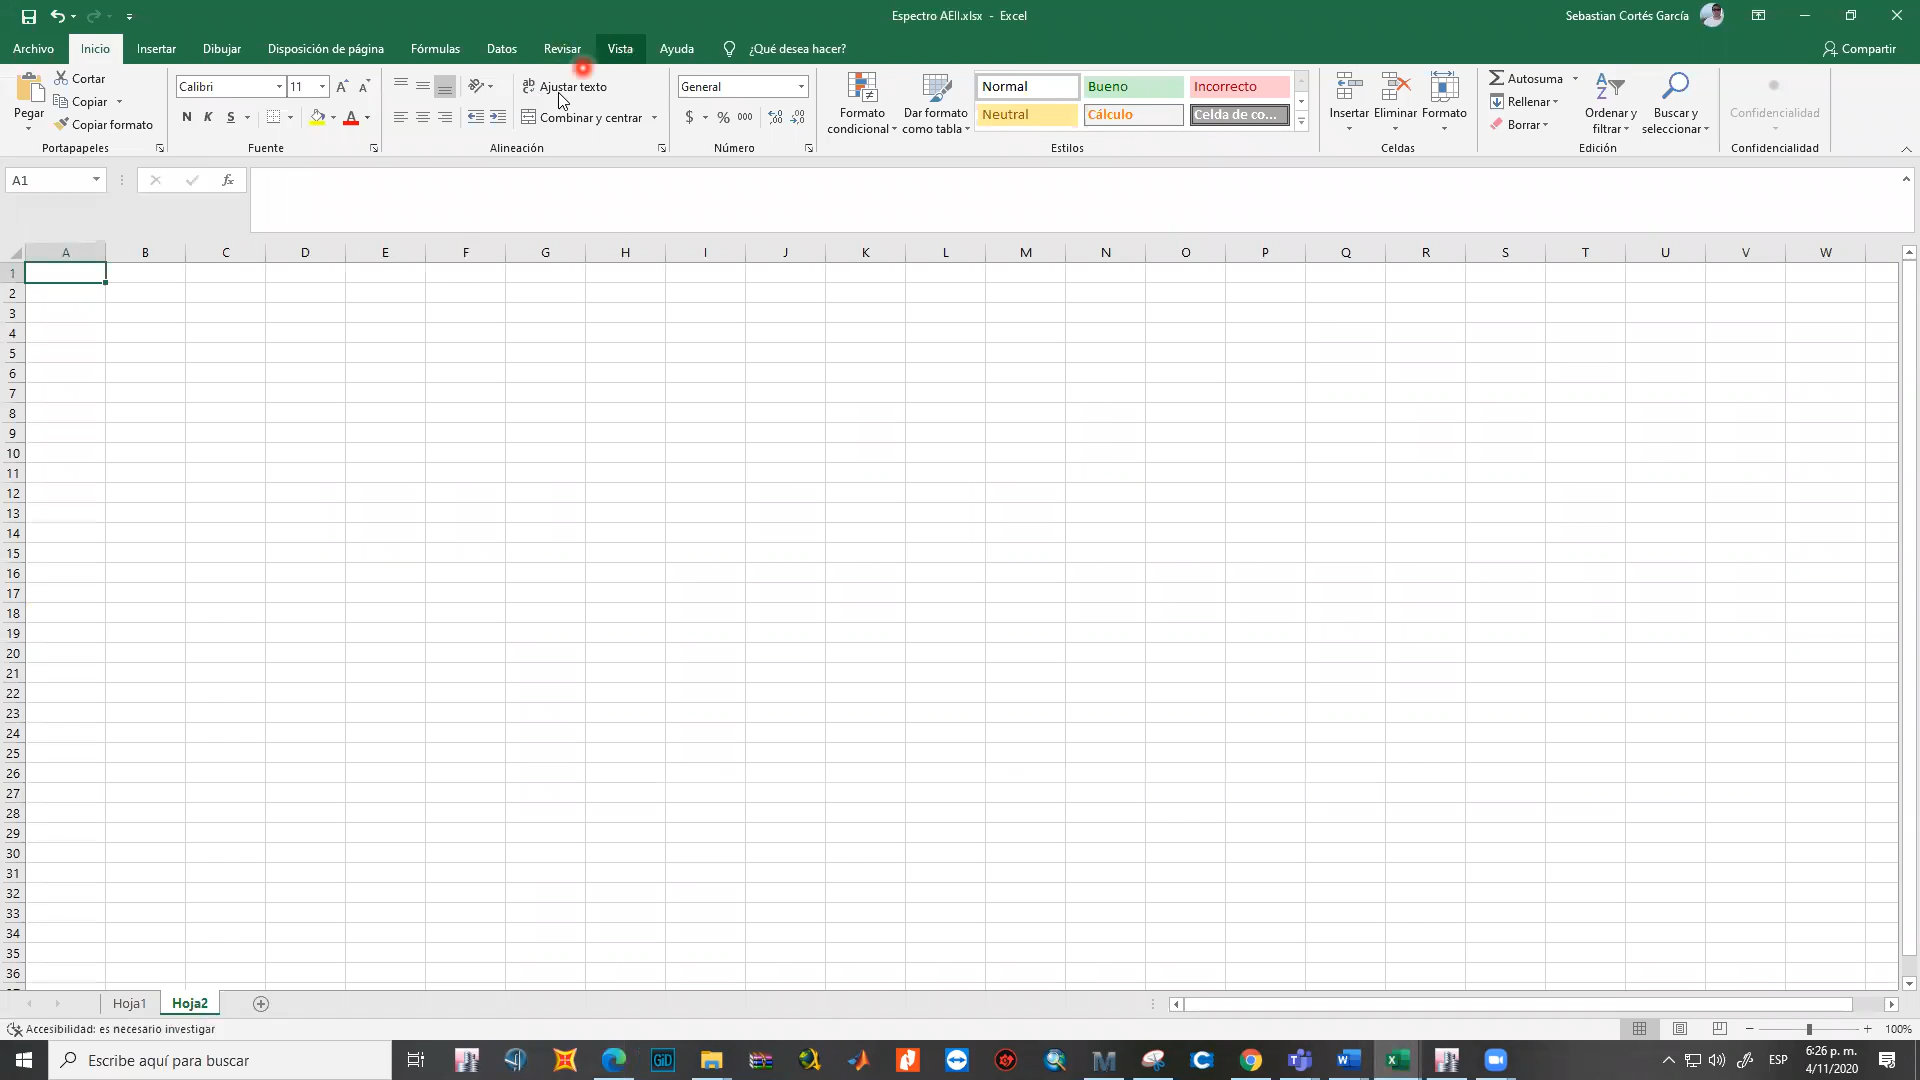 Espectro AEII.xlsx - Excel
Sebastian Cortés García
Archivo Inicio Insertar Dibujar Disposición de página Fórmulas Datos Revisar Vista Ayuda ¿Qué desea hacer? Compartir
Pegar
Cortar
Copiar
Copiar formato
Portapapeles
Calibri 11
N K S
Fuente
Ajustar texto
Combinar y centrar
Alineación
General
$ % 000
Número
Formato condicional
Dar formato como tabla
Normal Bueno Incorrecto
Neutral Cálculo Celda de co...
Estilos
Insertar Eliminar Formato
Celdas
Autosuma
Rellenar
Borrar
Ordenar y filtrar
Buscar y seleccionar
Edición
Confidencialidad
Confidencialidad
A1
fx
A B C D E F G H I J K L M N O P Q R S T U V W
1
2
3
4
5
6
7
8
9
10
11
12
13
14
15
16
17
18
19
20
21
22
23
24
25
26
27
28
29
30
31
32
33
34
35
36
Hoja1 Hoja2
Accesibilidad: es necesario investigar
100%
Escribe aquí para buscar
GiD
ESP
6:26 p. m.
4/11/2020